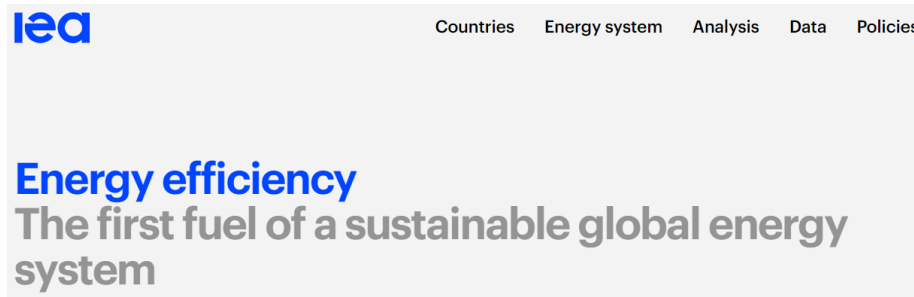 iea
Countries Energy system Analysis Data Policies
Energy efficiency
The first fuel of a sustainable global energy
system